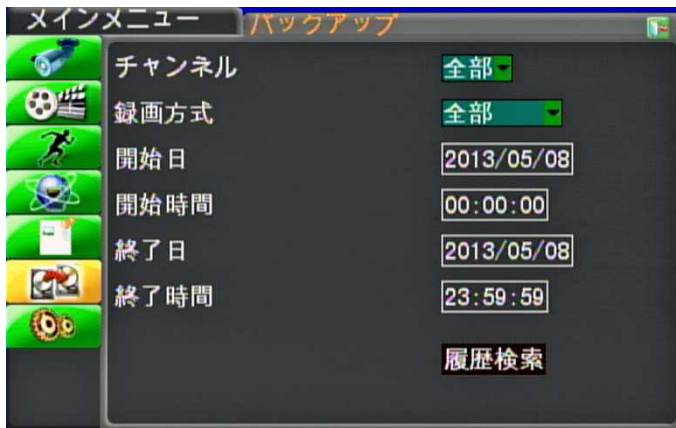 メインメニュー バックアップ
チャンネル 全部
録画方式 全部
開始日 2013/05/08
開始時間 00:00:00
終了日 2013/05/08
終了時間 23:59:59
履歴検索